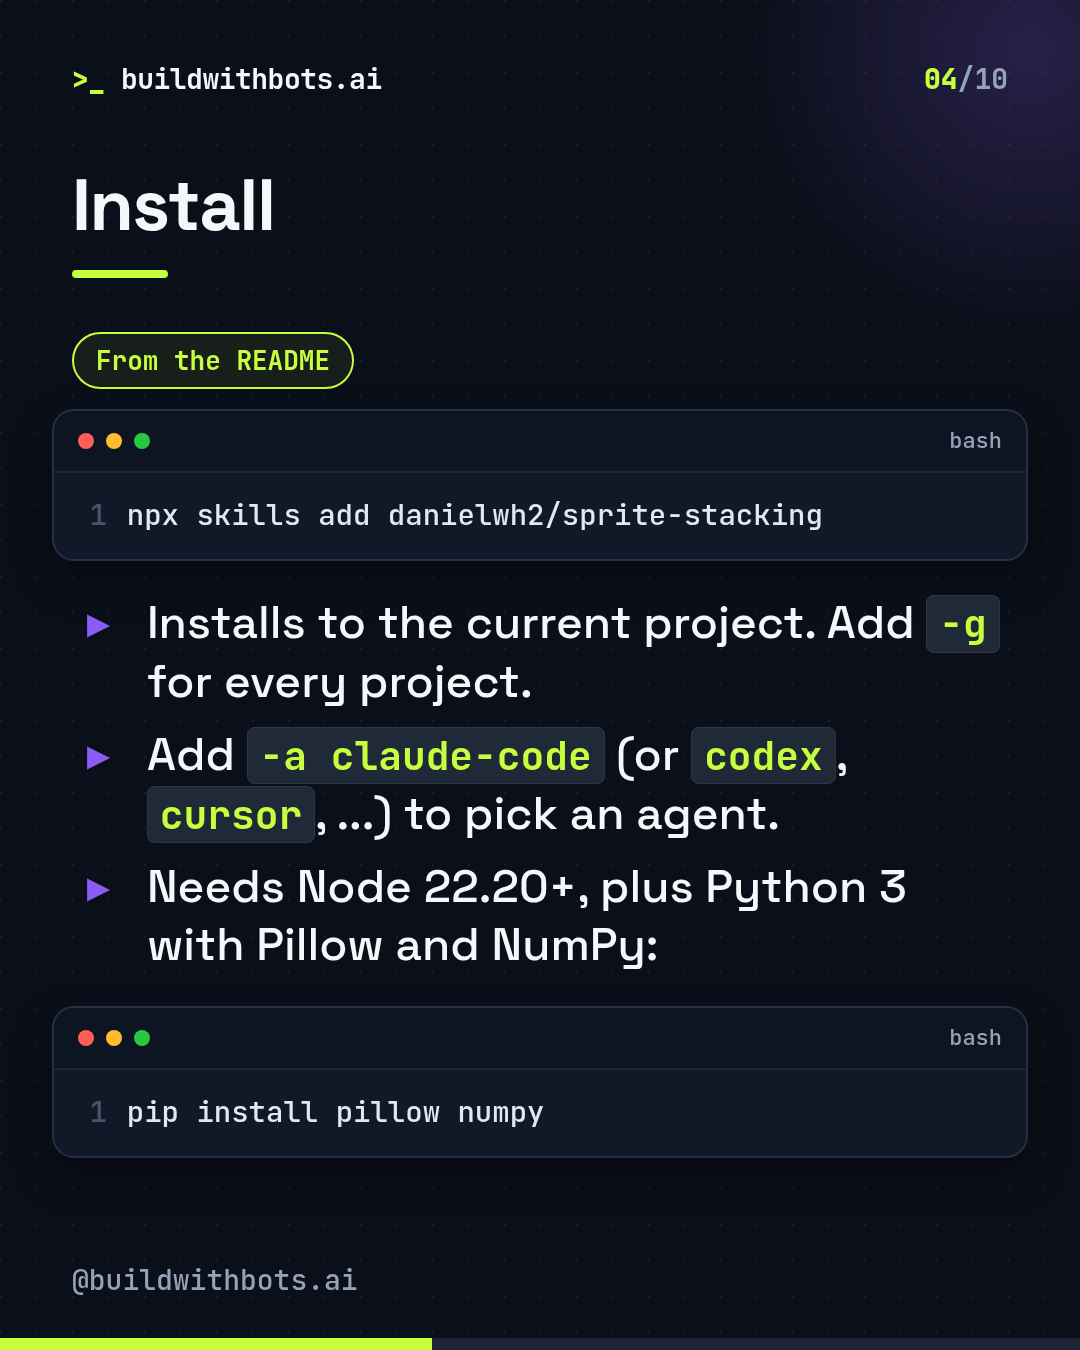 >_ buildwithbots.ai
04/10
Install
From the README
bash
1 npx skills add danielwh2/sprite-stacking
▶ Installs to the current project. Add -g
for every project.
▶ Add -a claude-code (or codex,
cursor, ...) to pick an agent.
▶ Needs Node 22.20+, plus Python 3
with Pillow and NumPy:
bash
1 pip install pillow numpy
@buildwithbots.ai